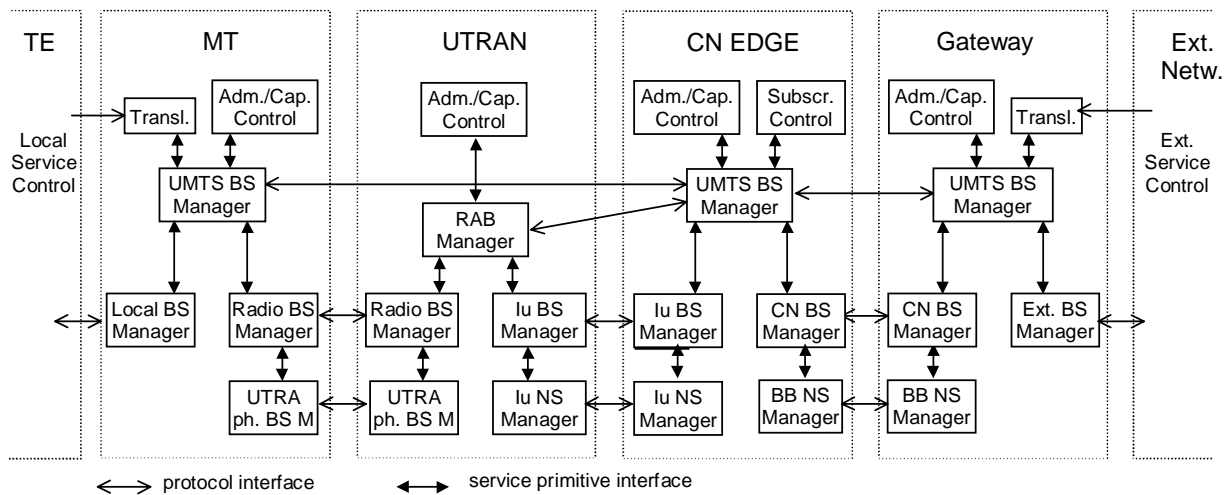 TE
MT
UTRAN
CN EDGE
Gateway
Ext.
Netw.
Transl.
Adm./Cap.
Control
Adm./Cap.
Control
Adm./Cap.
Control
Subscr.
Control
Adm./Cap.
Control
Transl.
Local
Service
Control
Ext.
Service
Control
UMTS BS
Manager
UMTS BS
Manager
UMTS BS
Manager
RAB
Manager
Local BS
Manager
Radio BS
Manager
Radio BS
Manager
Iu BS
Manager
Iu BS
Manager
CN BS
Manager
CN BS
Manager
Ext. BS
Manager
UTRA
ph. BS M
UTRA
ph. BS M
Iu NS
Manager
Iu NS
Manager
BB NS
Manager
BB NS
Manager
protocol interface
service primitive interface